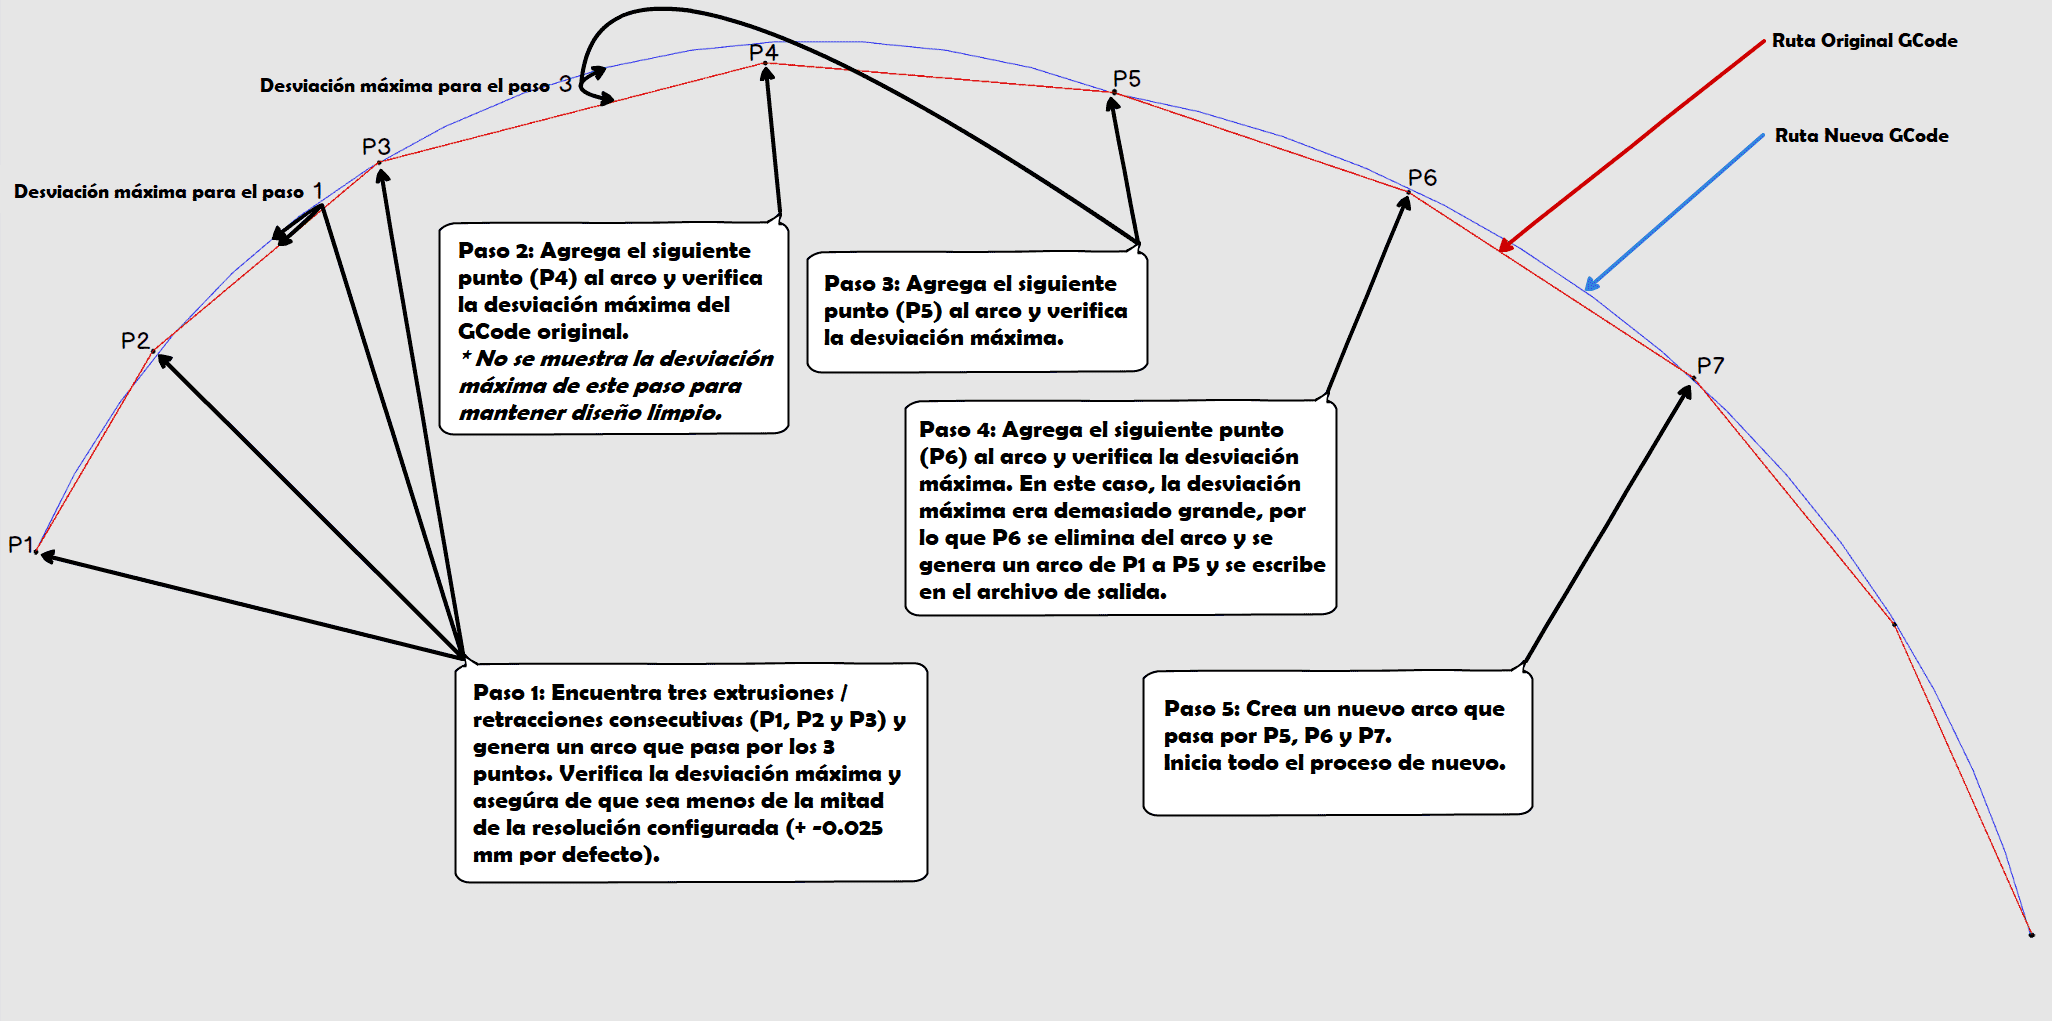 P4
Ruta Original GCode
Desviación máxima para el paso 3
P5
Ruta Nueva GCode
P3
P6
Desviación máxima para el paso 1
Paso 2: Agrega el siguiente
punto (P4) al arco y verifica
la desviación máxima del
GCode original.
* No se muestra la desviación
máxima de este paso para
mantener diseño limpio.
Paso 3: Agrega el siguiente
punto (P5) al arco y verifica
la desviación máxima.
P2
P7
Paso 4: Agrega el siguiente punto
(P6) al arco y verifica la desviación
máxima. En este caso, la desviación
máxima era demasiado grande, por
lo que P6 se elimina del arco y se
genera un arco de P1 a P5 y se escribe
en el archivo de salida.
P1
Paso 1: Encuentra tres extrusiones /
retracciones consecutivas (P1, P2 y P3) y
genera un arco que pasa por los 3
puntos. Verifica la desviación máxima y
asegúra de que sea menos de la mitad
de la resolución configurada (+ -0.025
mm por defecto).
Paso 5: Crea un nuevo arco que
pasa por P5, P6 y P7.
Inicia todo el proceso de nuevo.